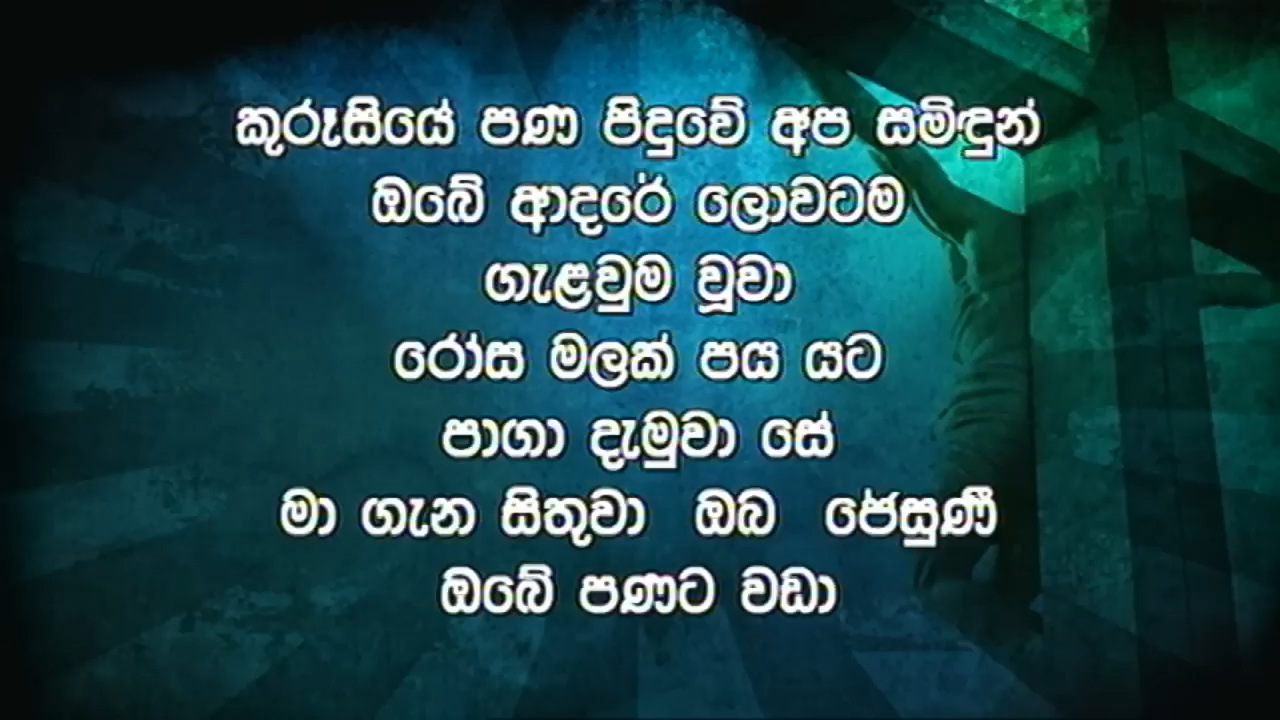 කුරුසියේ පණ පිදුවේ අප සමිඳුන්
ඔබේ ආදරේ ලොවටම
ගැළවුම වූවා
රෝස මලක් පය යට
පාගා දැමුවා සේ
මා ගැන සිතුවා ඔබ ජේසුණී
ඔබේ පණට වඩා